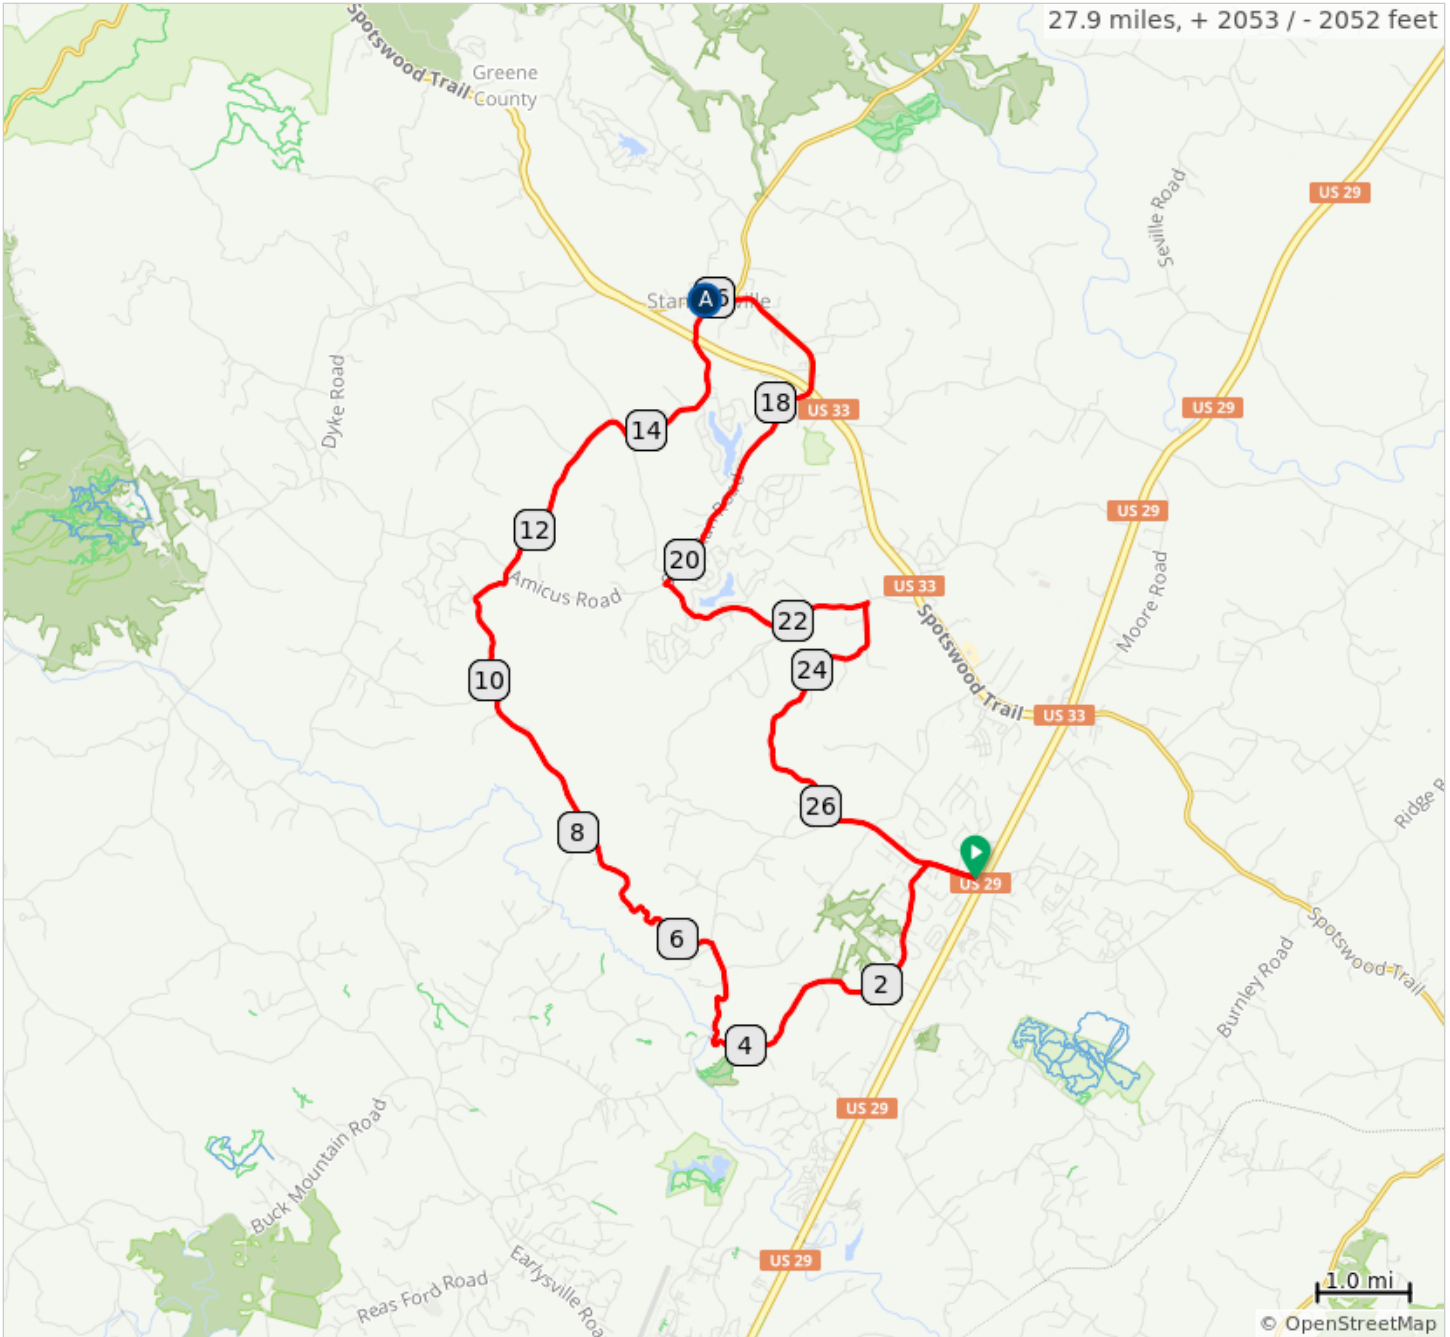 27.9 miles, + 2053 / - 2052 feet
Spotswood Trail
Greene
County
US 29
Seville Road
A
Dyke Road
18
US 33
US 29
14
US 29
12
20
Amicus Road
US 33
Moore Road
22
Spotswood Trail
24
10
US 33
26
8
Ridge
US 29
6
2
Spotswood Trail
Burnley Road
4
US 29
Buck Mountain Road
US 29
Reas Ford Road
Earlysville
1.0 mi
© OpenStreetMap